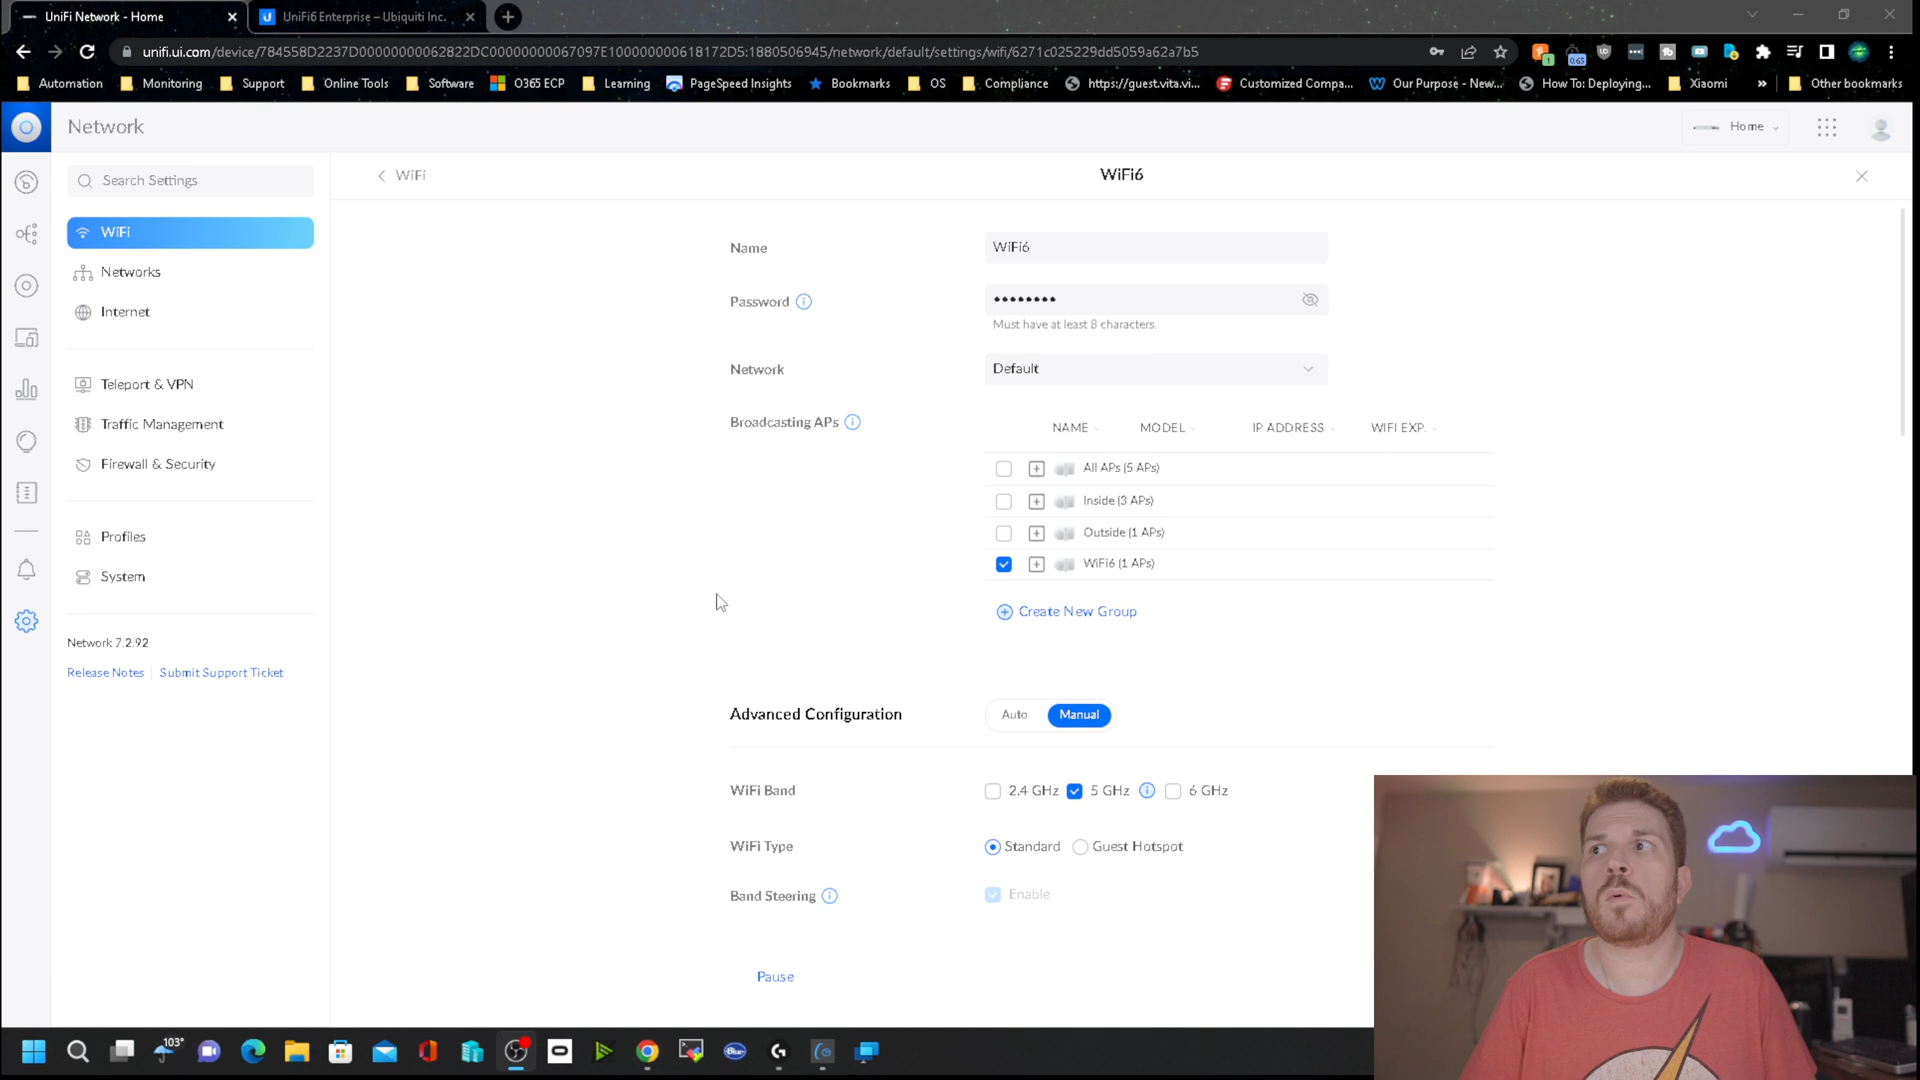 UniFi Network - Home
UniFi6 Enterprise – Ubiquiti Inc.
unifi.ui.com/device/784558D2237D00000000062822DC00000000067097E100000000618172D5:1880506945/network/default/settings/wifi/6271c025229dd5059a62a7b5
1
0.65
Automation
Monitoring
Support
Online Tools
Software
O365 ECP
Learning
PageSpeed Insights
Bookmarks
OS
Compliance
https://guest.vita.vi...
Customized Compa...
Our Purpose - New...
How To: Deploying...
Xiaomi
»
Other bookmarks
Network
Home
Search Settings
WiFi
WiFi6
WiFi
Networks
Internet
Teleport & VPN
Traffic Management
Firewall & Security
Profiles
System
Network 7.2.92
Release Notes
Submit Support Ticket
Name
WiFi6
Password
••••••••
Must have at least 8 characters.
Network
Default
Broadcasting APs
NAME
MODEL
IP ADDRESS
WIFI EXP.
All APs (5 APs)
Inside (3 APs)
Outside (1 APs)
WiFi6 (1 APs)
Create New Group
Advanced Configuration
Auto
Manual
WiFi Band
2.4 GHz
5 GHz
6 GHz
WiFi Type
Standard
Guest Hotspot
Band Steering
Enable
Pause
103°
Blue